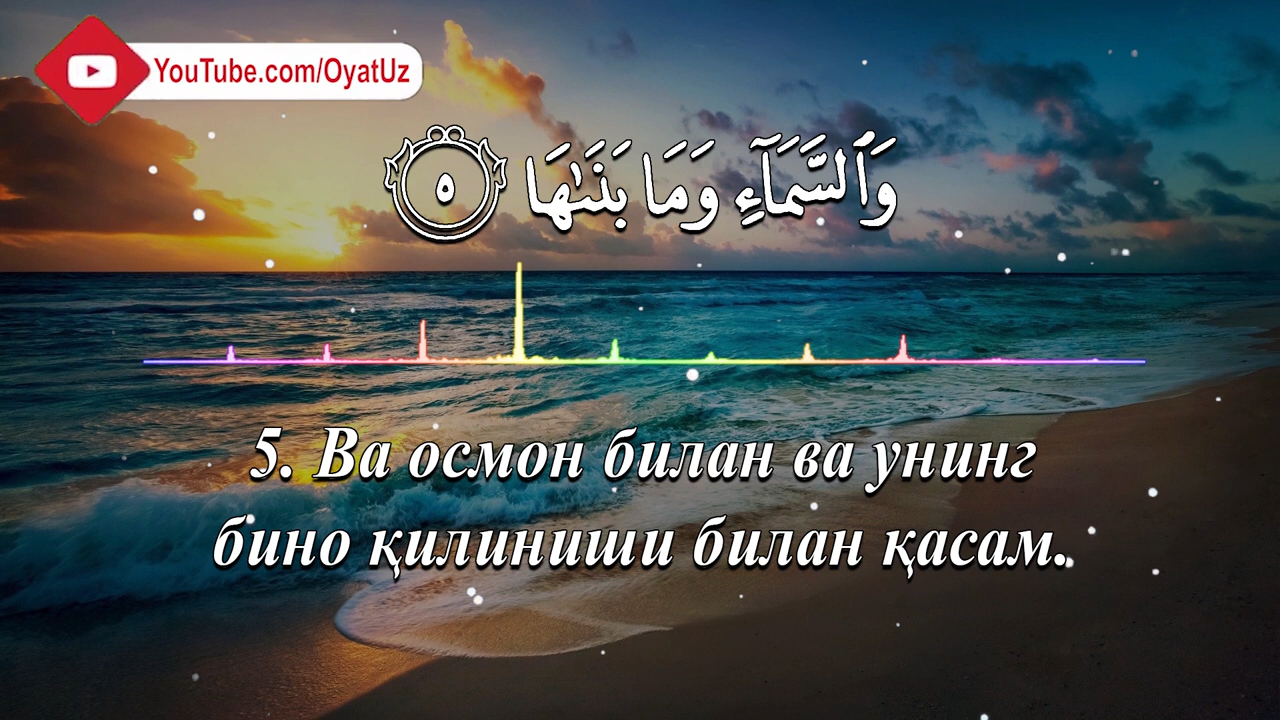 YouTube.com/OyatUz
وَٱلسَّمَآءِ وَمَا بَنَىٰهَا ٥
5. Ва осмон билан ва унинг
бино қилиниши билан қасам.